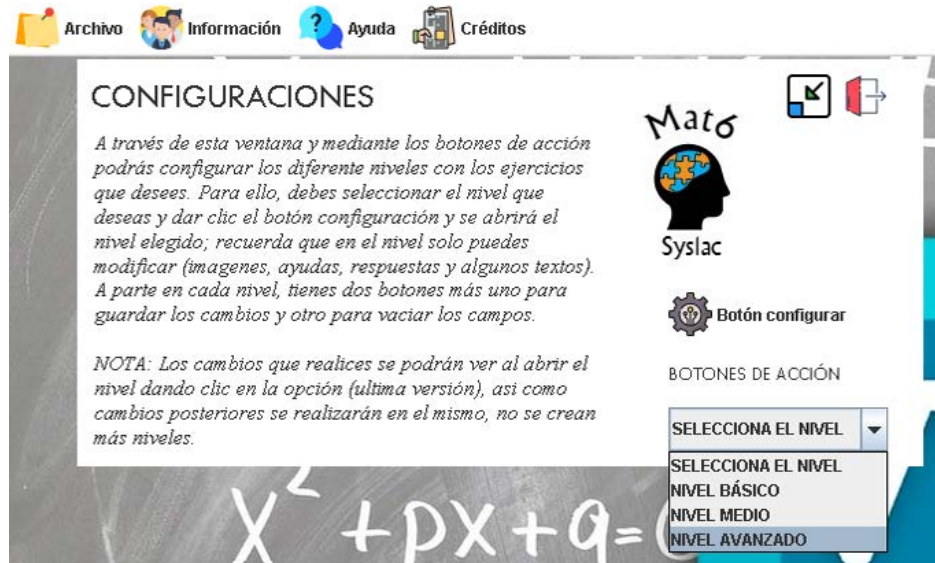 Archivo Información Ayuda Créditos
CONFIGURACIONES
A través de esta ventana y mediante los botones de acción
podrás configurar los diferente niveles con los ejercicios
que desees. Para ello, debes seleccionar el nivel que
deseas y dar clic el botón configuración y se abrirá el
nivel elegido; recuerda que en el nivel solo puedes
modificar (imagenes, ayudas, respuestas y algunos textos).
A parte en cada nivel, tienes dos botones más uno para
guardar los cambios y otro para vaciar los campos.
NOTA: Los cambios que realices se podrán ver al abrir el
nivel dando clic en la opción (ultima versión), asi como
cambios posteriores se realizarán en el mismo, no se crean
más niveles.
Mat6
Syslac
Botón configurar
BOTONES DE ACCIÓN
SELECCIONA EL NIVEL
SELECCIONA EL NIVEL
NIVEL BÁSICO
NIVEL MEDIO
NIVEL AVANZADO
X² +px+q=